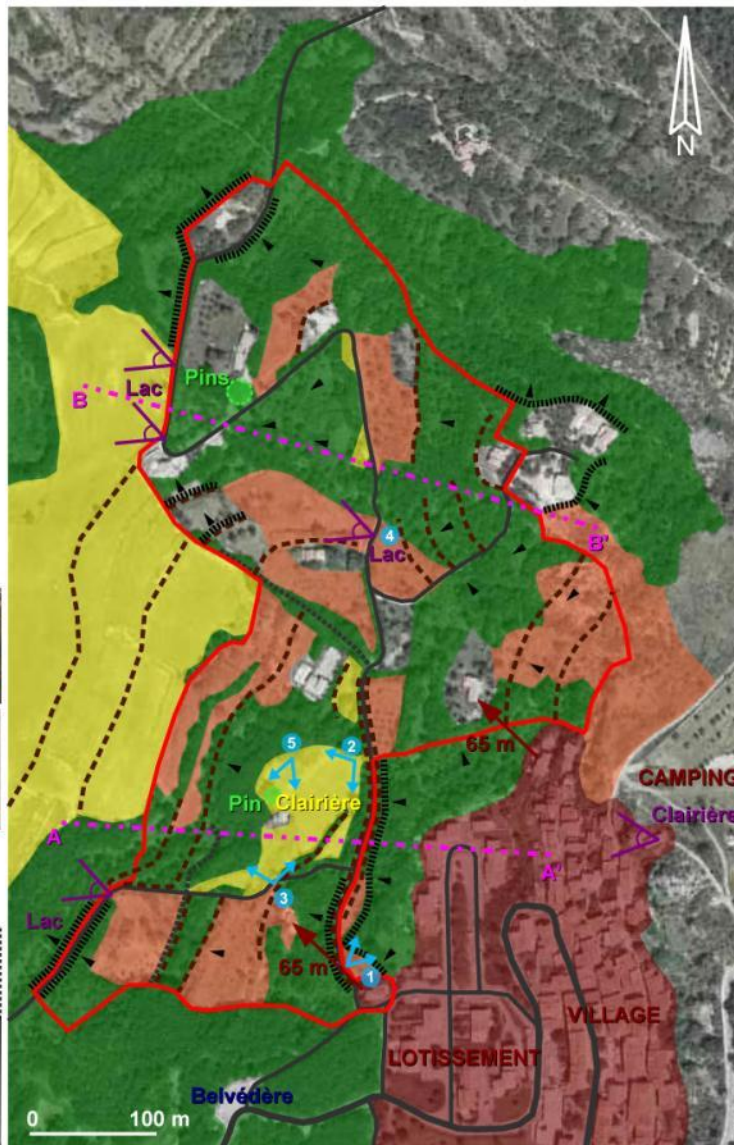 N
Pins
Lac
B
4
Lac
B'
65 m
CAMPING
5
2
Pin
Clairière
Clairière
A
A'
3
Lac
65 m
1
VILLAGE
LOTISSEMENT
Belvédère
0
100 m